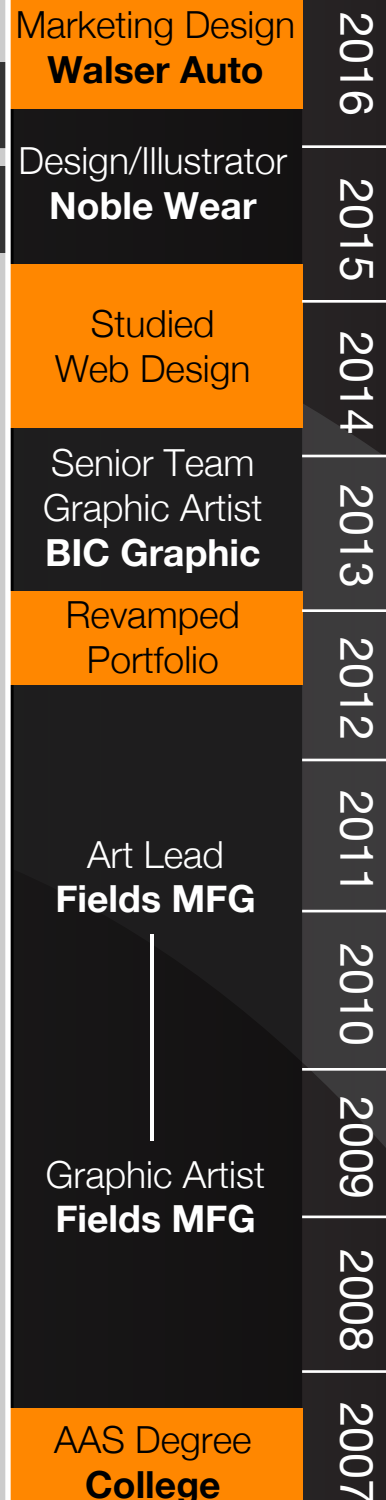 Marketing Design
Walser Auto
2016
Design/Illustrator
Noble Wear
2015
Studied
Web Design
2014
Senior Team
Graphic Artist
BIC Graphic
2013
Revamped
Portfolio
2012
2011
Art Lead
Fields MFG
2010
2009
Graphic Artist
Fields MFG
2008
AAS Degree
College
2007